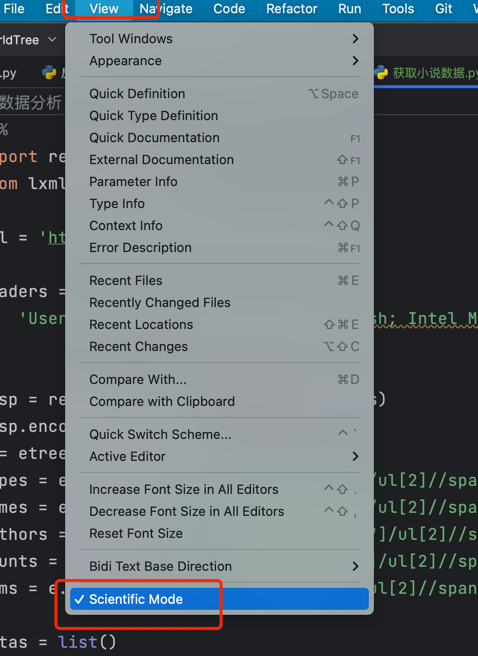 File Edit View Navigate Code Refactor Run Tools Git
rldTree
.py
获取小说数据.py
数据分析
%
port re
om lxml
l = 'ht
aders =
'User
sh; Intel M
sp = re
s)
sp.enco
= etree
pes = e
/ul[2]//span
mes = e
/ul[2]//span
thors =
']/ul[2]//s
unts =
]/ul[2]//s
ms = e.
/ul[2]//span
tas = list()
Tool Windows
Appearance
Quick Definition ⌥Space
Quick Type Definition
Quick Documentation F1
External Documentation ⇧F1
Parameter Info ⌘P
Type Info ⌃⇧P
Context Info ⌃⇧Q
Error Description ⌘F1
Recent Files ⌘E
Recently Changed Files
Recent Locations ⇧⌘E
Recent Changes ⌥⇧C
Compare With... ⌘D
Compare with Clipboard
Quick Switch Scheme... ⌃`
Active Editor
Increase Font Size in All Editors ⌃⇧.
Decrease Font Size in All Editors ⌃⇧,
Reset Font Size
Bidi Text Base Direction
✓ Scientific Mode